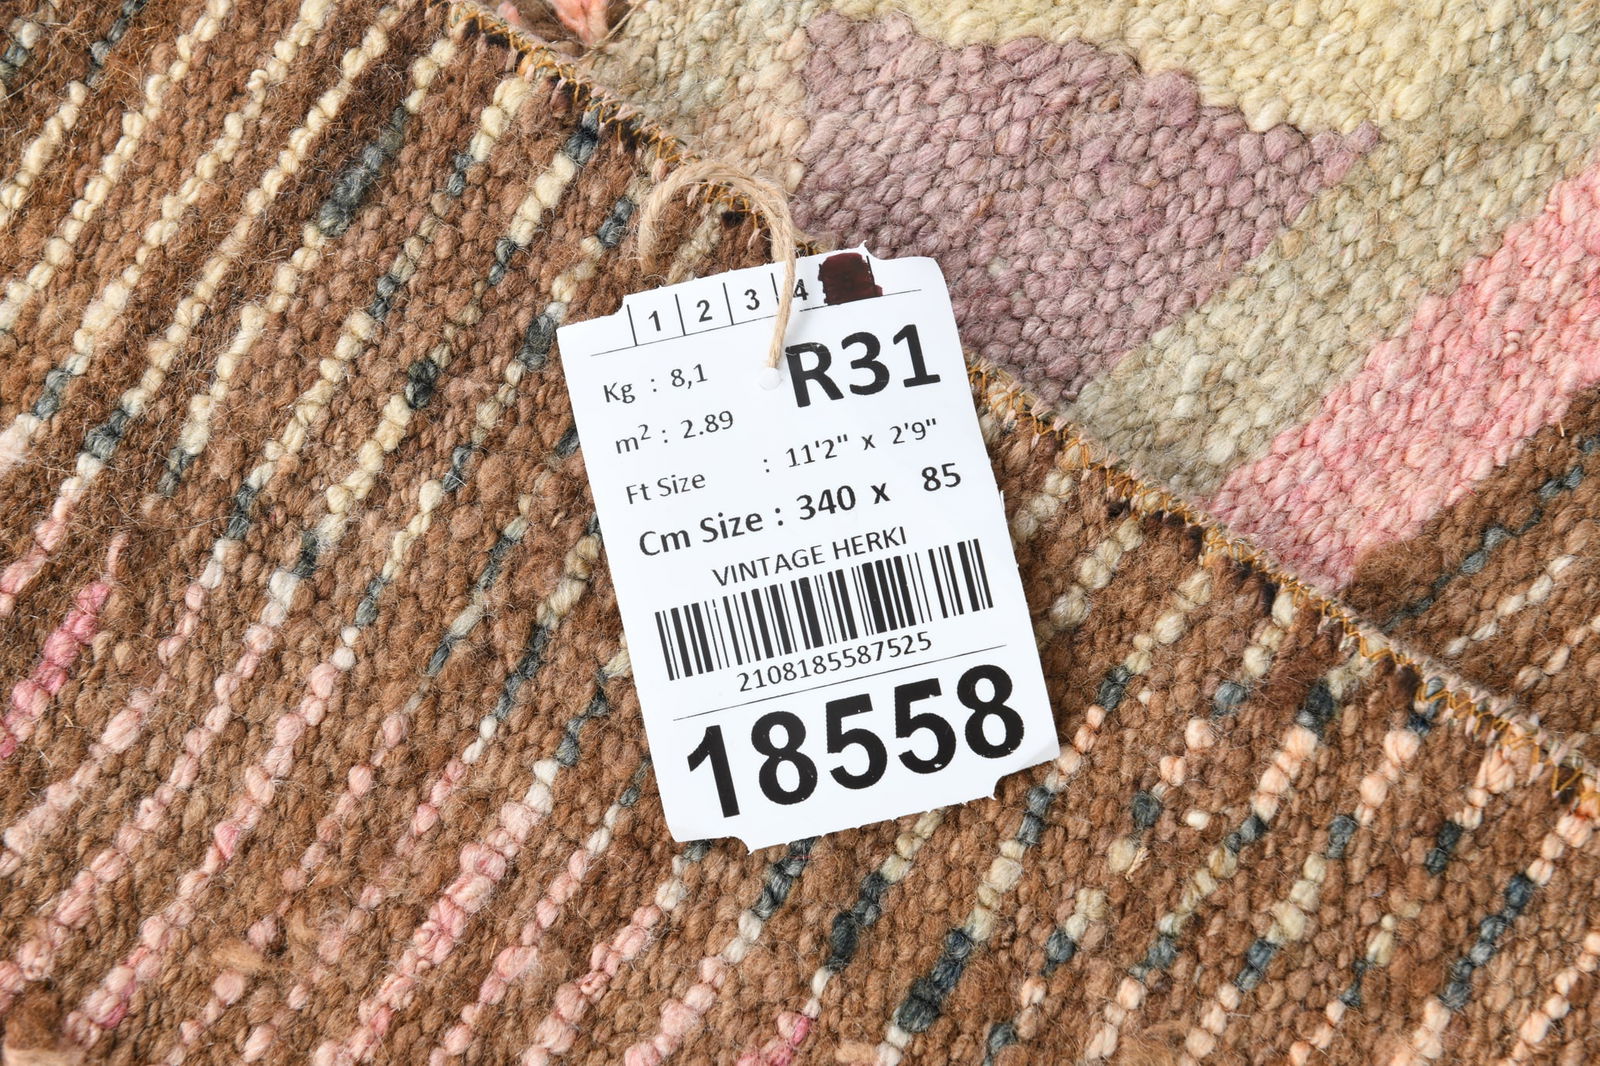 1 2 3 4
R31
Kg : 8,1
m² : 2.89
Ft Size : 11'2" x 2'9"
Cm Size : 340 x 85
VINTAGE HERKI
2108185587525
18558